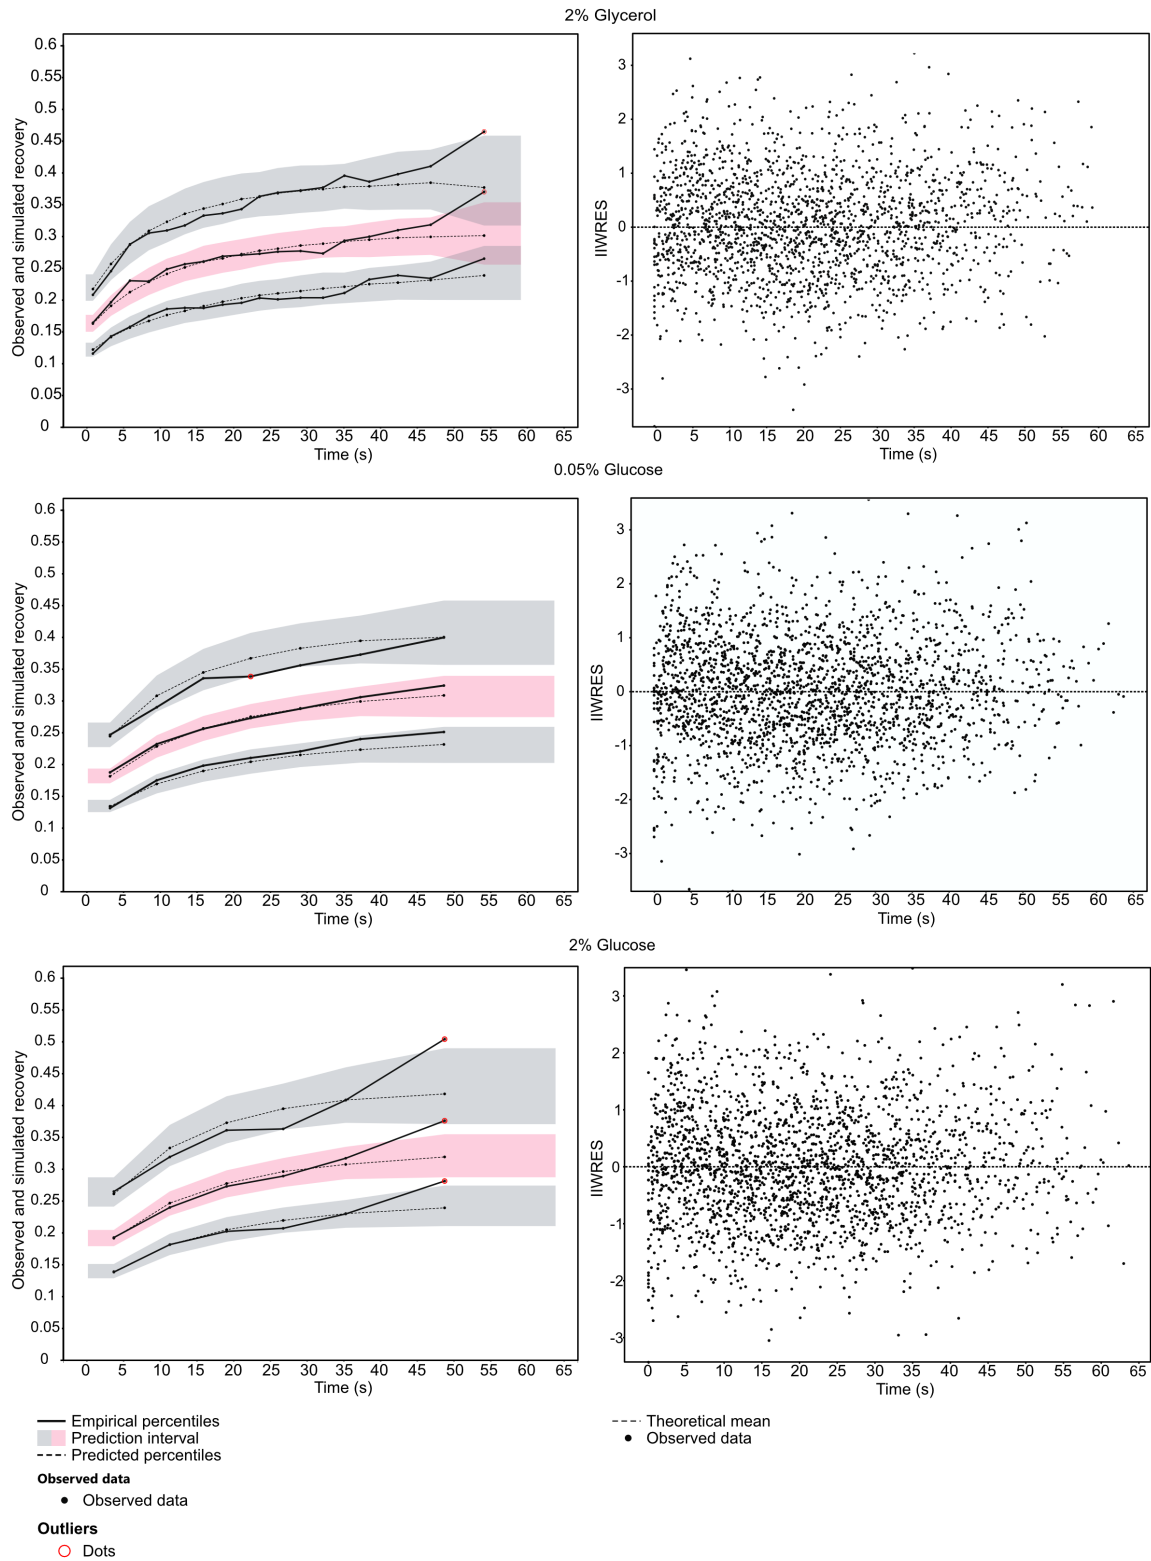 2% Glycerol
Observed and simulated recovery
0.6
0.55
0.5
0.45
0.4
0.35
0.3
0.25
0.2
0.15
0.1
0.05
0
0 5 10 15 20 25 30 35 40 45 50 55 60 65
Time (s)
IIWRES
3
2
1
0
-1
-2
-3
0 5 10 15 20 25 30 35 40 45 50 55 60 65
Time (s)
0.05% Glucose
Observed and simulated recovery
0.6
0.55
0.5
0.45
0.4
0.35
0.3
0.25
0.2
0.15
0.1
0.05
0
0 5 10 15 20 25 30 35 40 45 50 55 60 65
Time (s)
IIWRES
3
2
1
0
-1
-2
-3
0 5 10 15 20 25 30 35 40 45 50 55 60 65
Time (s)
2% Glucose
Observed and simulated recovery
0.6
0.55
0.5
0.45
0.4
0.35
0.3
0.25
0.2
0.15
0.1
0.05
0
0 5 10 15 20 25 30 35 40 45 50 55 60 65
Time (s)
IIWRES
3
2
1
0
-1
-2
-3
0 5 10 15 20 25 30 35 40 45 50 55 60 65
Time (s)
Empirical percentiles
Prediction interval
Predicted percentiles
Observed data
Observed data
Outliers
Dots
Theoretical mean
Observed data